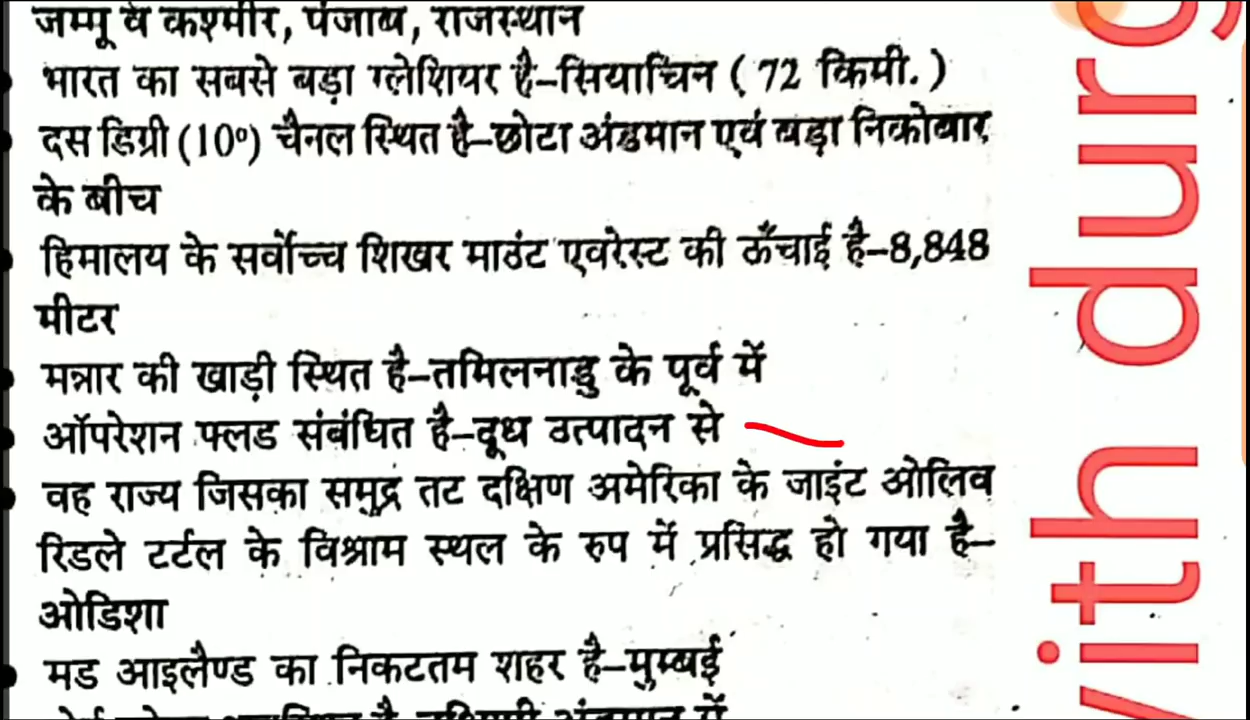 जम्मू व कश्मीर, पंजाब, राजस्थान
भारत का सबसे बड़ा ग्लेशियर है–सियाचिन ( 72 किमी. )
दस डिग्री (10°) चैनल स्थित है–छोटा अंडमान एवं बड़ा निकोबार
के बीच
हिमालय के सर्वोच्च शिखर माउंट एवरेस्ट की ऊँचाई है–8,848
मीटर
मन्नार की खाड़ी स्थित है–तमिलनाडु के पूर्व में
ऑपरेशन फ्लड संबंधित है–दूध उत्पादन से
वह राज्य जिसका समुद्र तट दक्षिण अमेरिका के जाइंट ओलिव
रिडले टर्टल के विश्राम स्थल के रुप में प्रसिद्ध हो गया है–
ओडिशा
मड आइलैण्ड का निकटतम शहर है–मुम्बई
ith durg